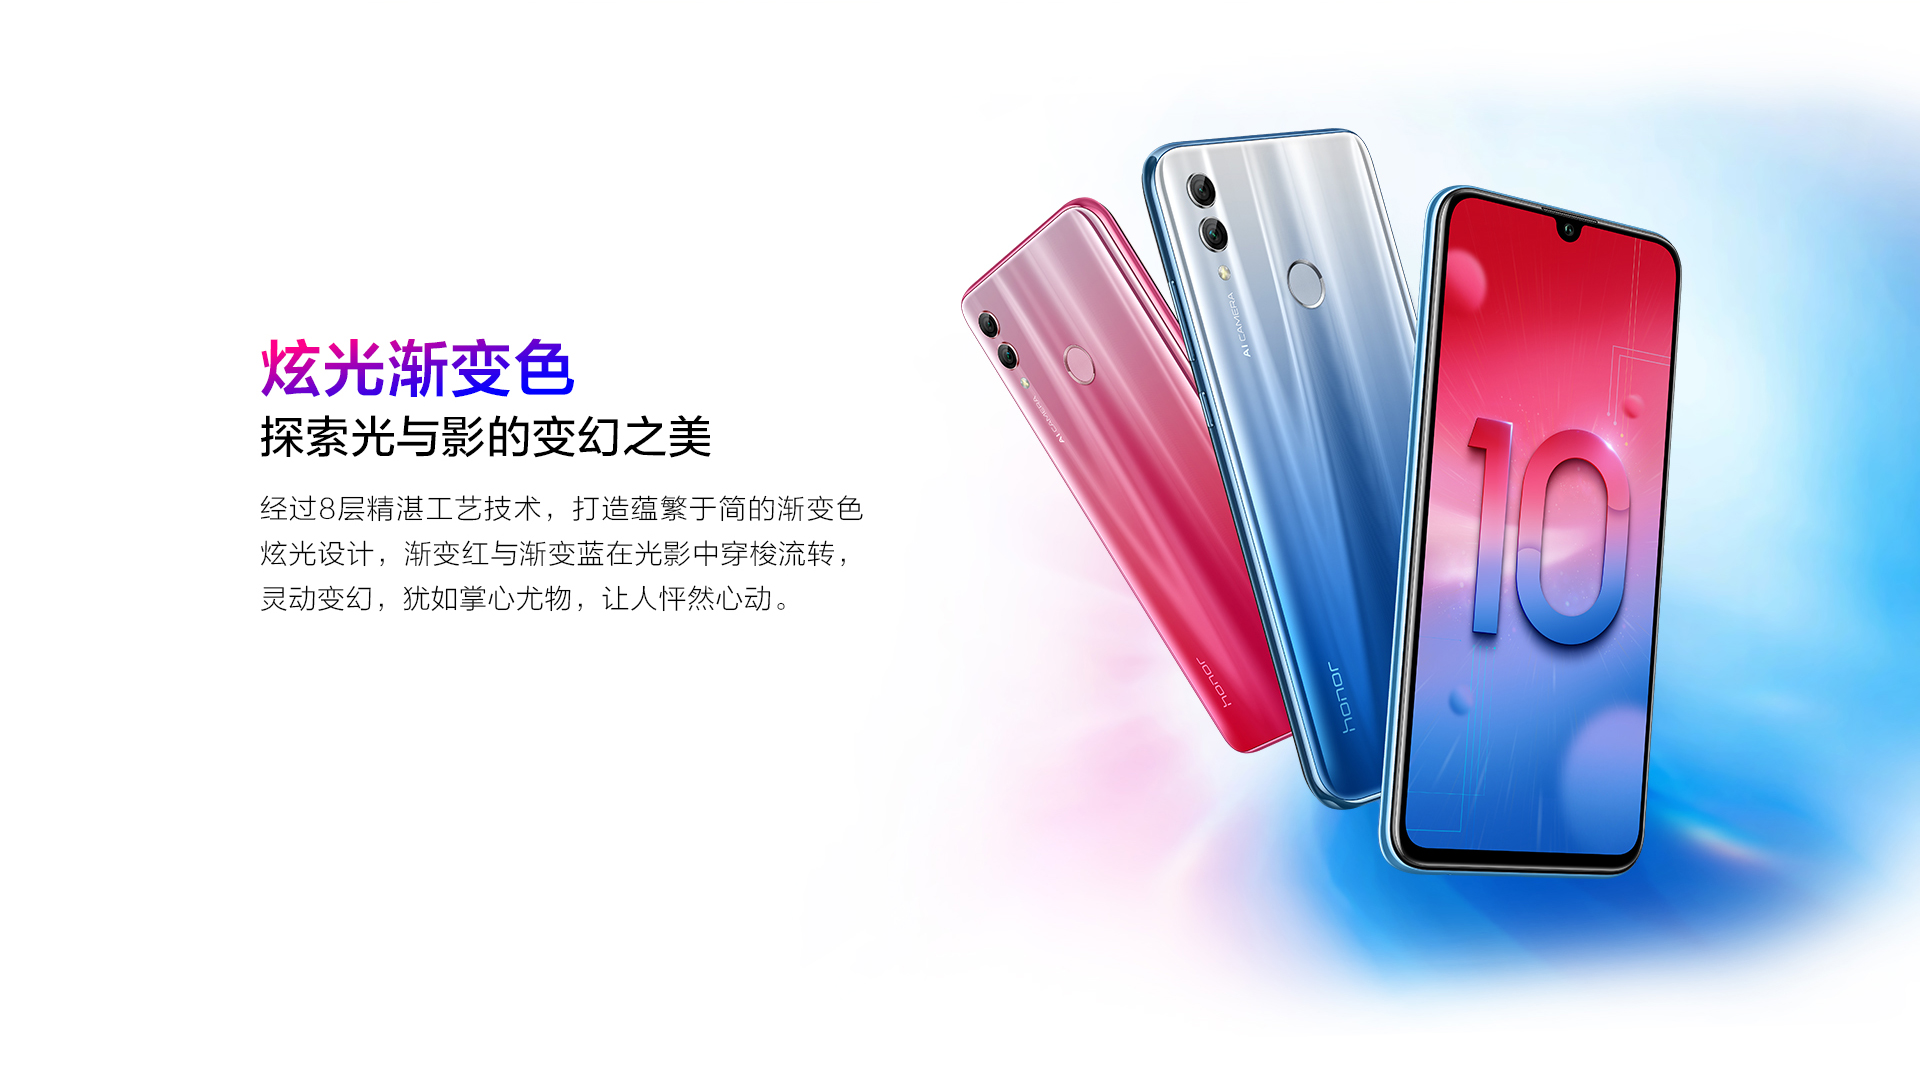 炫光渐变色
探索光与影的变幻之美
经过8层精湛工艺技术，打造蕴繁于简的渐变色
炫光设计，渐变红与渐变蓝在光影中穿梭流转，
灵动变幻，犹如掌心尤物，让人怦然心动。
AI CAMERA
honor
AI CAMERA
honor
10